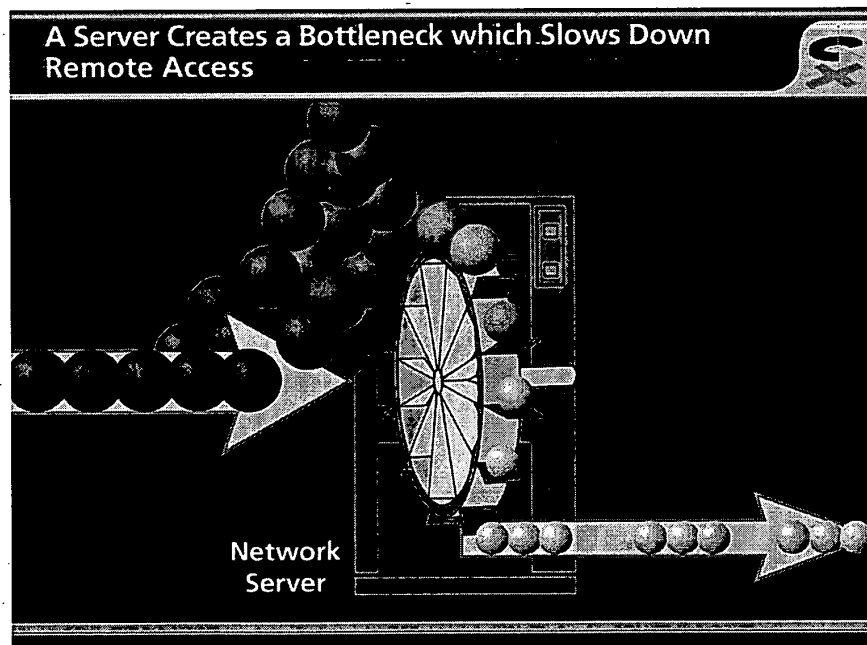 A Server Creates a Bottleneck which Slows Down
Remote Access
Network
Server